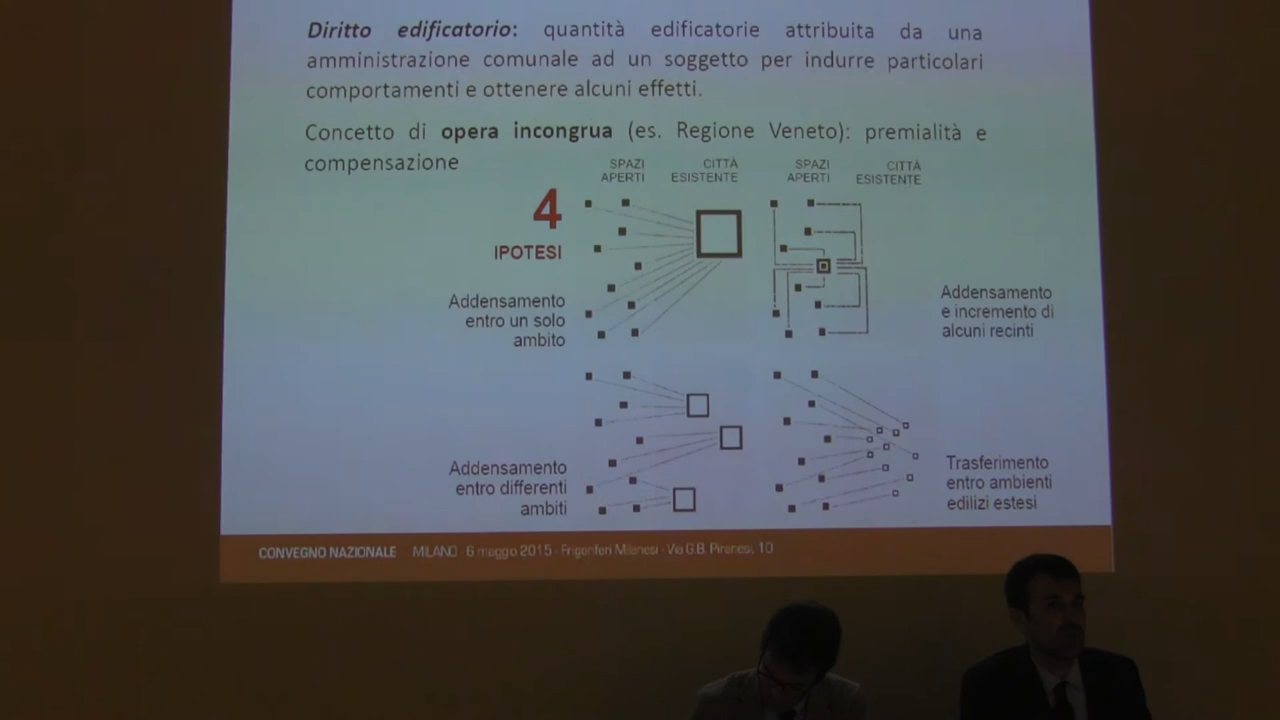 Diritto edificatorio: quantità edificatorie attribuita da una
amministrazione comunale ad un soggetto per indurre particolari
comportamenti e ottenere alcuni effetti.
Concetto di opera incongrua (es. Regione Veneto): premialità e
compensazione
SPAZI APERTI
CITTÀ ESISTENTE
SPAZI APERTI
CITTÀ ESISTENTE
4
IPOTESI
Addensamento
entro un solo
ambito
Addensamento
e incremento di
alcuni recinti
Addensamento
entro differenti
ambiti
Trasferimento
entro ambienti
edilizi estesi
CONVEGNO NAZIONALE MILANO · 6 maggo 2015 · Frigoriferi Milanesi · Via G.B. Piranesi, 10